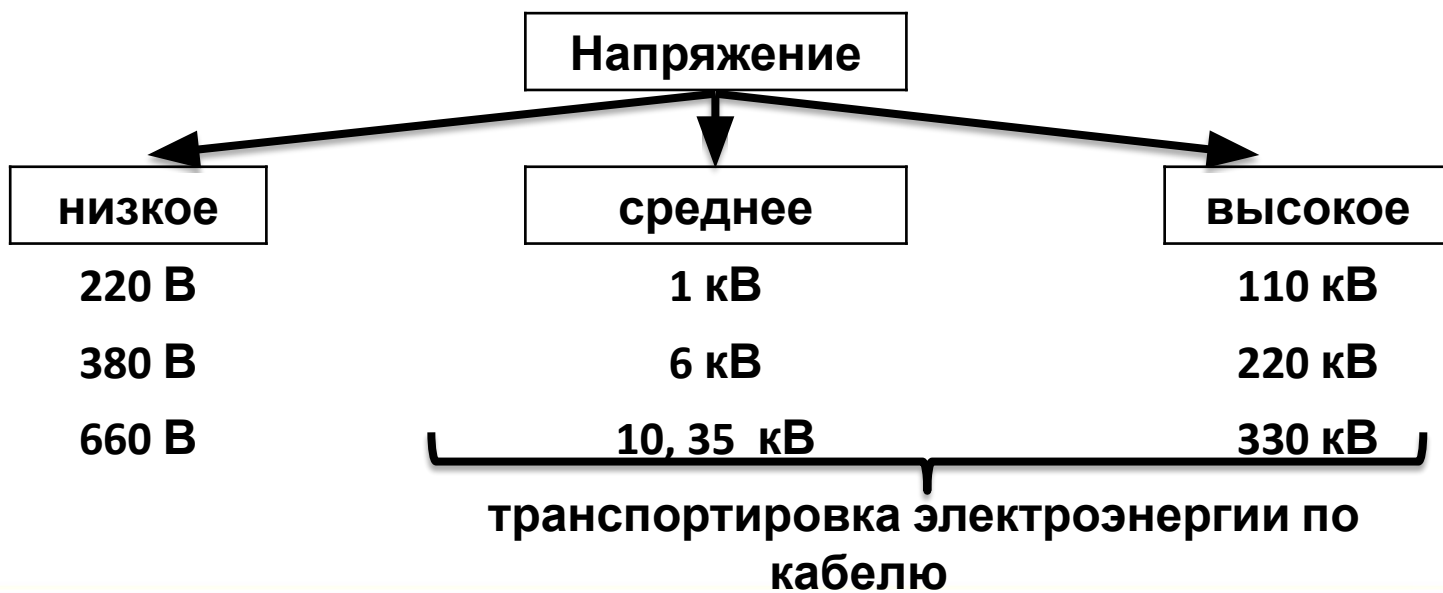 Напряжение
низкое
среднее
высокое
220 В
1 кВ
110 кВ
380 В
6 кВ
220 кВ
660 В
10, 35 кВ
330 кВ
транспортировка электроэнергии по
кабелю